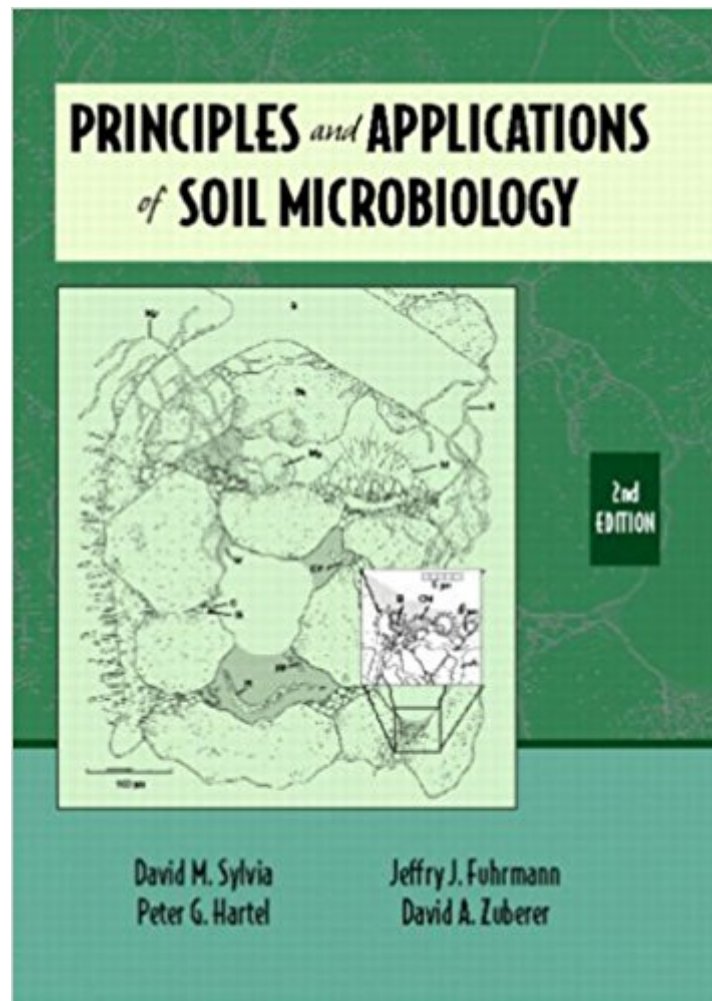 PRINCIPLES and APPLICATIONS
of SOIL MICROBIOLOGY
2nd
EDITION
David M. Sylvia
Jeffry J. Fuhrmann
Peter G. Hartel
David A. Zuberer